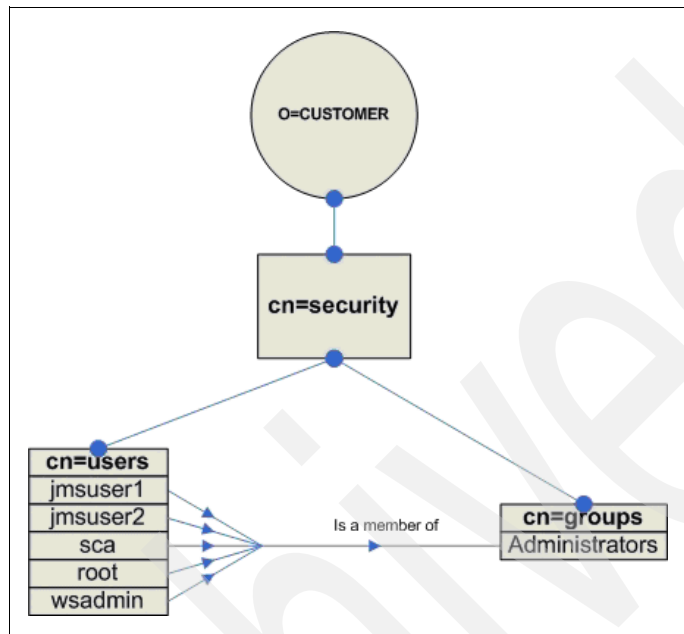 O=CUSTOMER
cn=security
cn=users
jmsuser1
jmsuser2
sca
root
wsadmin
Is a member of
cn=groups
Administrators